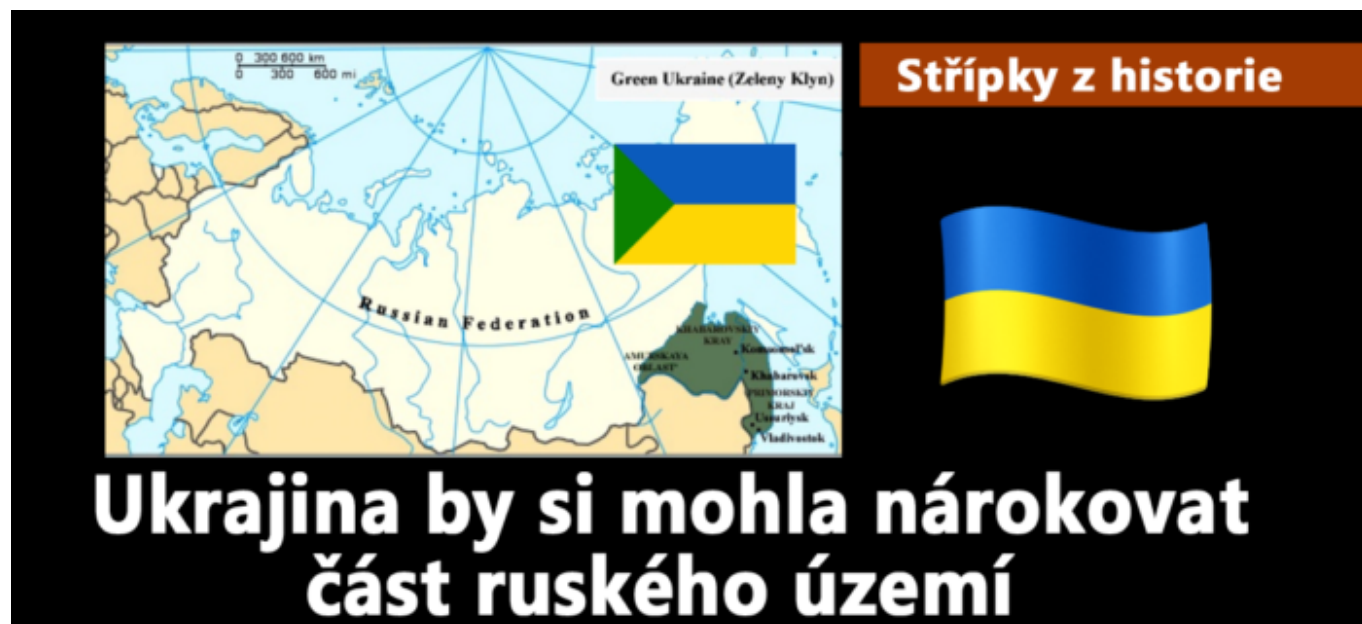 0 300 600 km
0 300 600 mi
Green Ukraine (Zeleny Klyn)
Střípky z historie
Russian Federation
KHABAROVSKIY
KRAY
Komsomol'sk
AMURSKAYA
OBLAST'
Khabarovsk
PRIMORSKIY
KRAJ
Ussuriysk
Vladivostok
Ukrajina by si mohla nárokovat
část ruského území